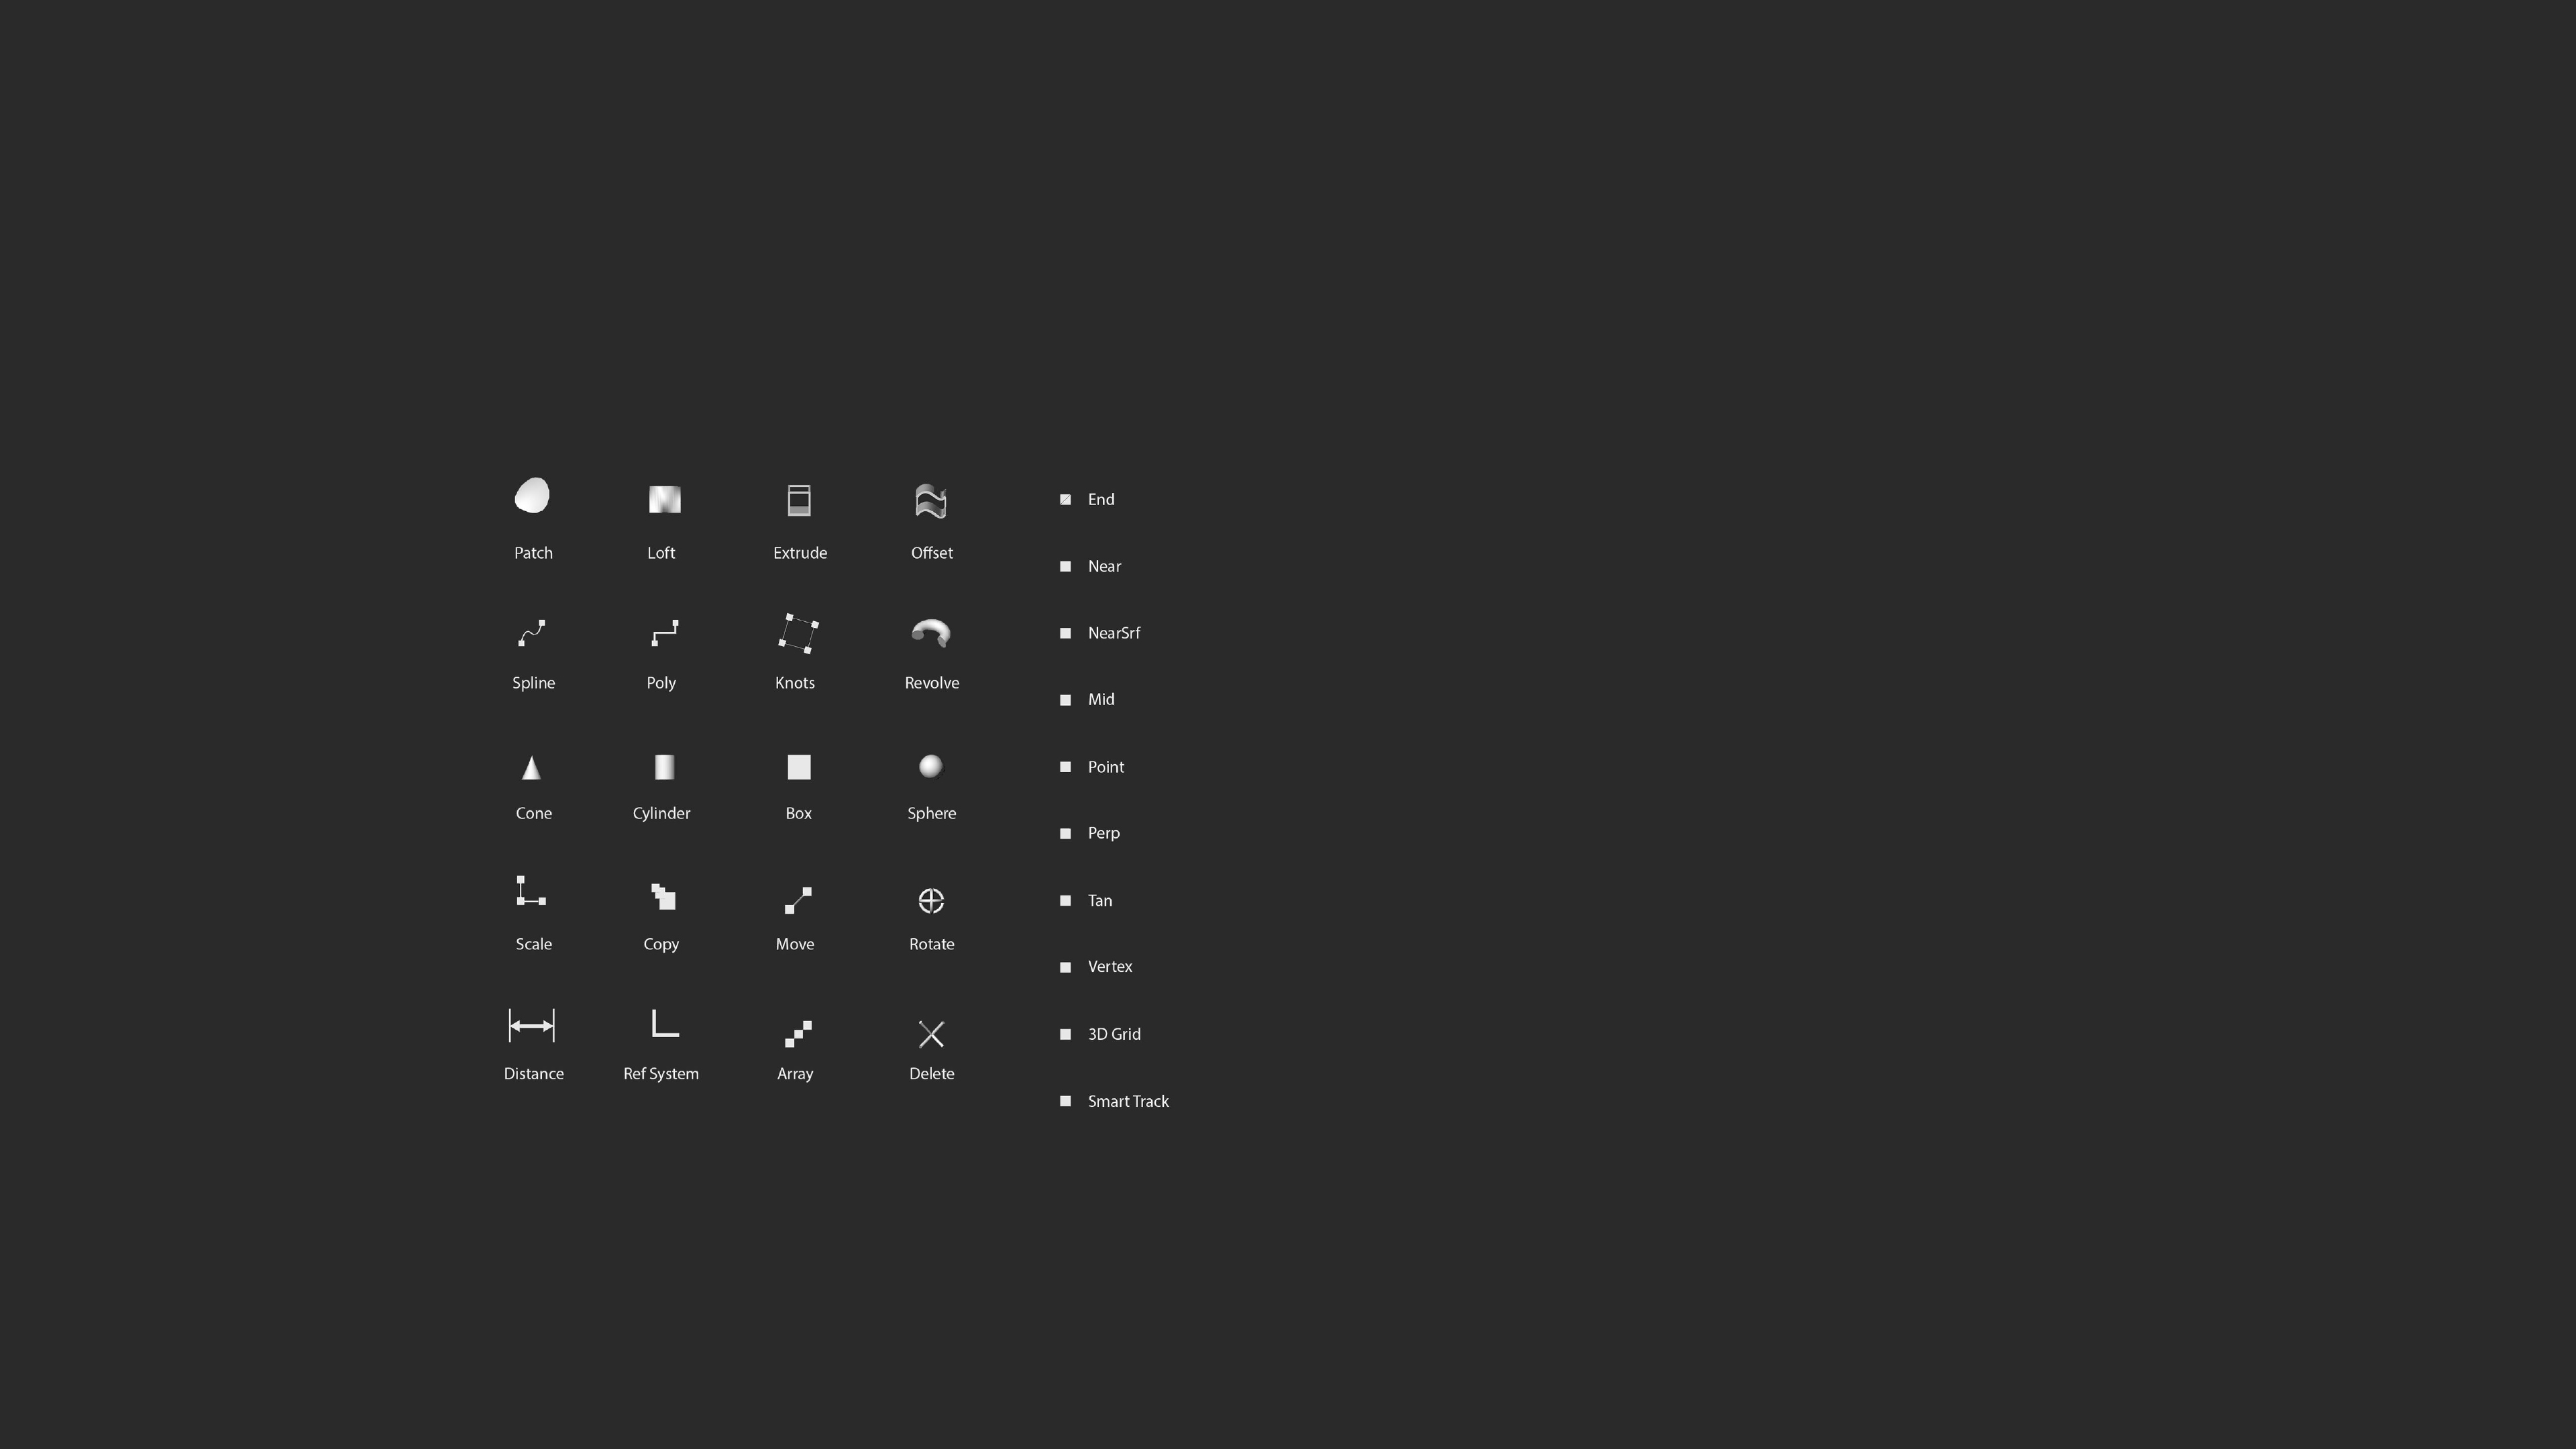 Patch
Loft
Extrude
Offset
Spline
Poly
Knots
Revolve
Cone
Cylinder
Box
Sphere
Scale
Copy
Move
Rotate
Distance
Ref System
Array
Delete
End
Near
NearSrf
Mid
Point
Perp
Tan
Vertex
3D Grid
Smart Track